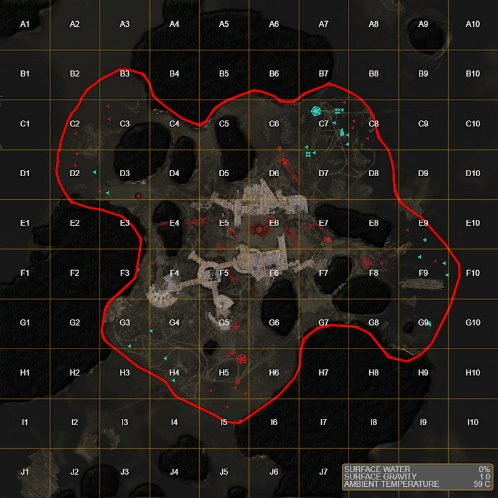 A1 A2 A3 A4 A5 A6 A7 A8 A9 A10
B1 B2 B3 B4 B5 B6 B7 B8 B9 B10
C1 C2 C3 C4 C5 C6 C7 C8 C9 C10
D1 D2 D3 D4 D5 D6 D7 D8 D9 D10
E1 E2 E3 E4 E5 E6 E7 E8 E9 E10
F1 F2 F3 F4 F5 F6 F7 F8 F9 F10
G1 G2 G3 G4 G5 G6 G7 G8 G9 G10
H1 H2 H3 H4 H5 H6 H7 H8 H9 H10
I1 I2 I3 I4 I5 I6 I7 I8 I9 I10
J1 J2 J3 J4 J5 J6 J7
SURFACE WATER 0%
SURFACE GRAVITY 1.0
AMBIENT TEMPERATURE 59 C